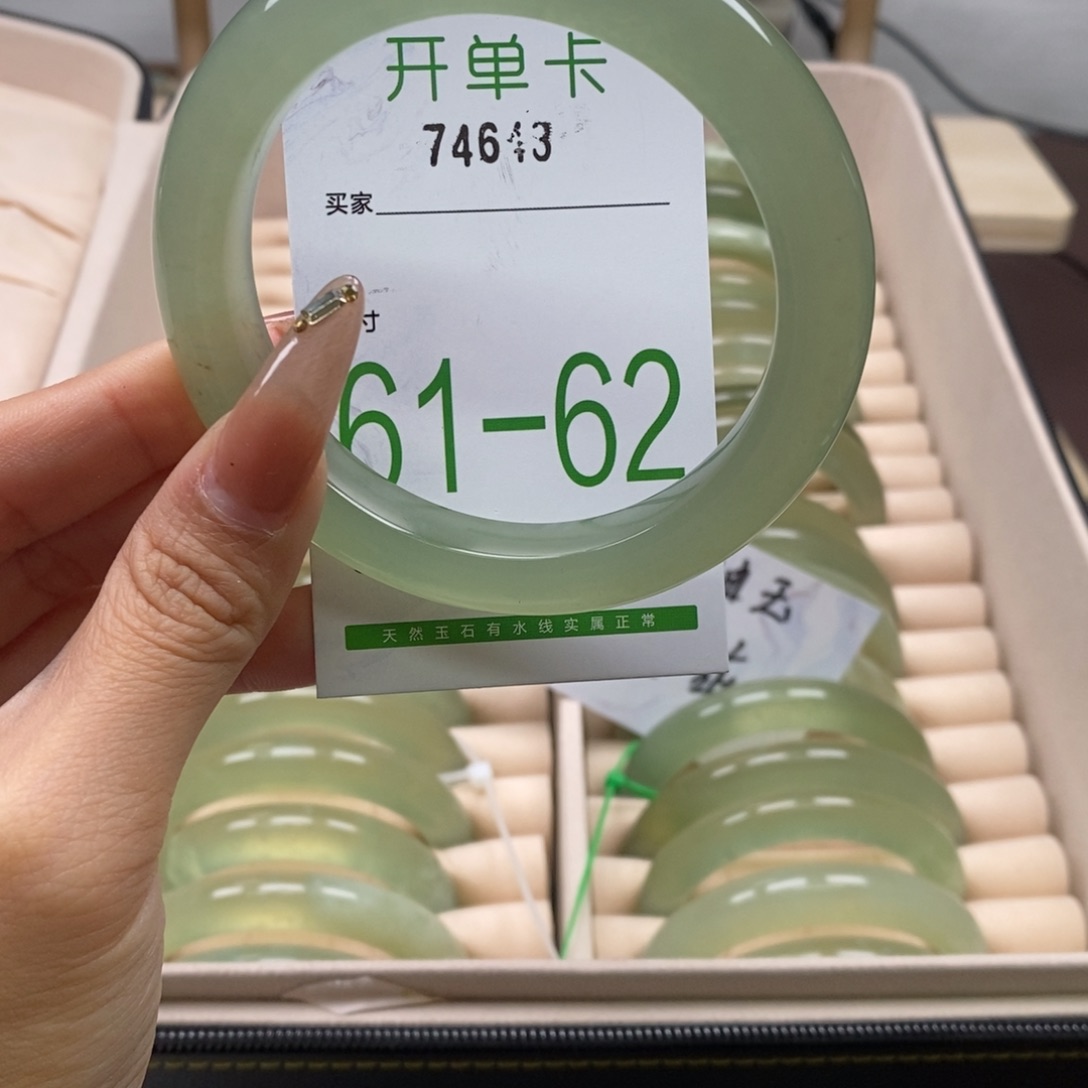 开单卡
74643
买家
寸
61-62
天然玉石有水线实属正常
玉